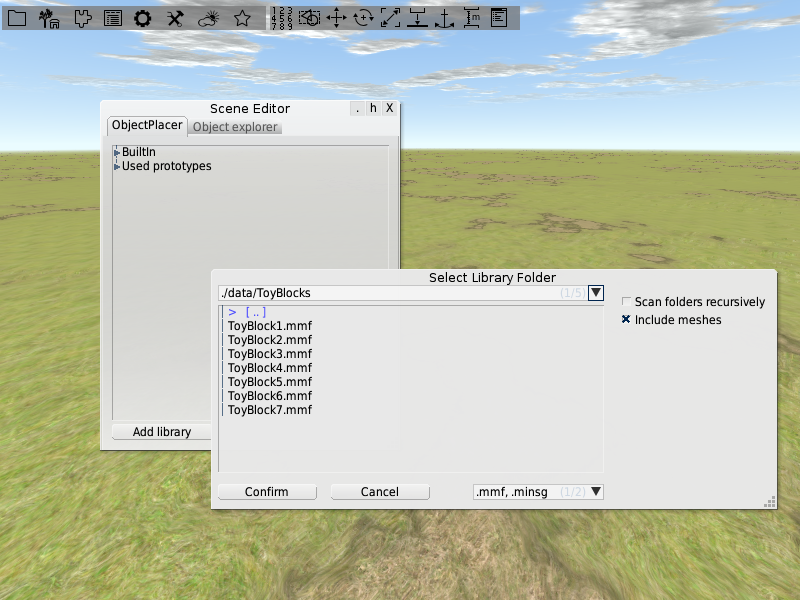 1 2 3
4 5 6
7 8 9
m
Scene Editor
. h X
ObjectPlacer Object explorer
BuiltIn
Used prototypes
Add library
Select Library Folder
./data/ToyBlocks (1/5)
> [..]
ToyBlock1.mmf
ToyBlock2.mmf
ToyBlock3.mmf
ToyBlock4.mmf
ToyBlock5.mmf
ToyBlock6.mmf
ToyBlock7.mmf
Scan folders recursively
Include meshes
Confirm Cancel .mmf, .minsg (1/2)